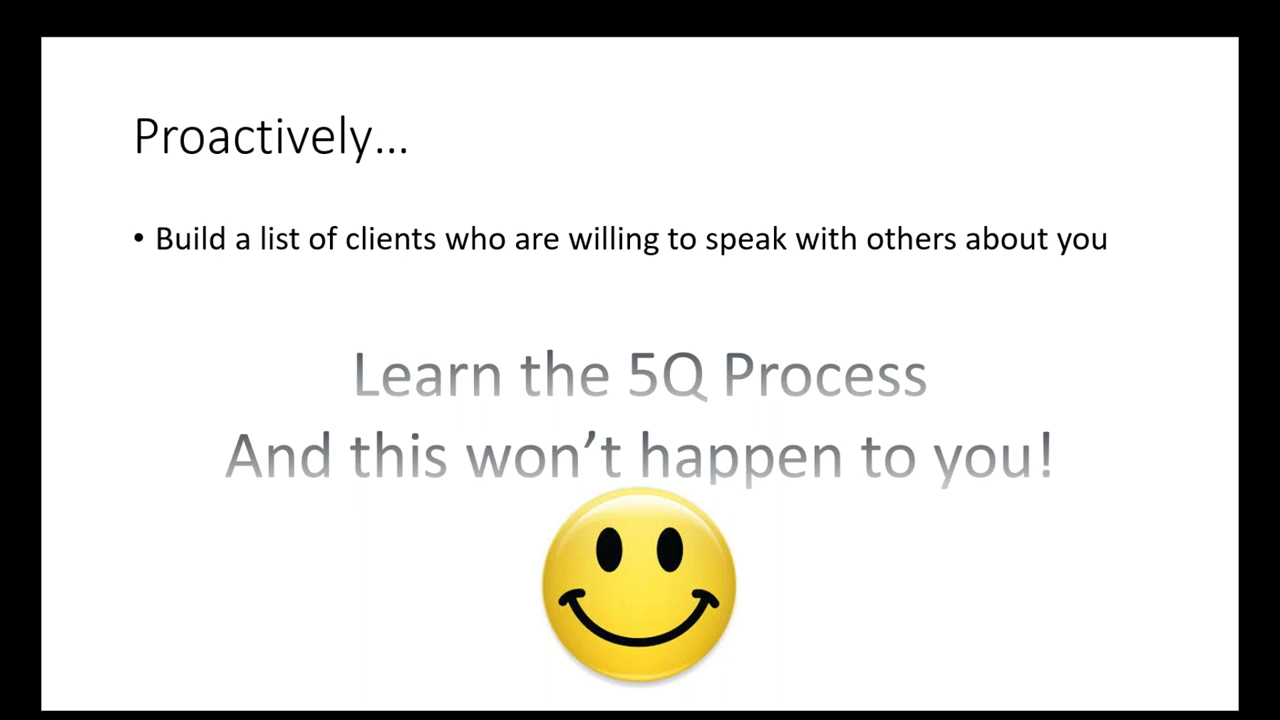 Proactively...
• Build a list of clients who are willing to speak with others about you
Learn the 5Q Process
And this won’t happen to you!